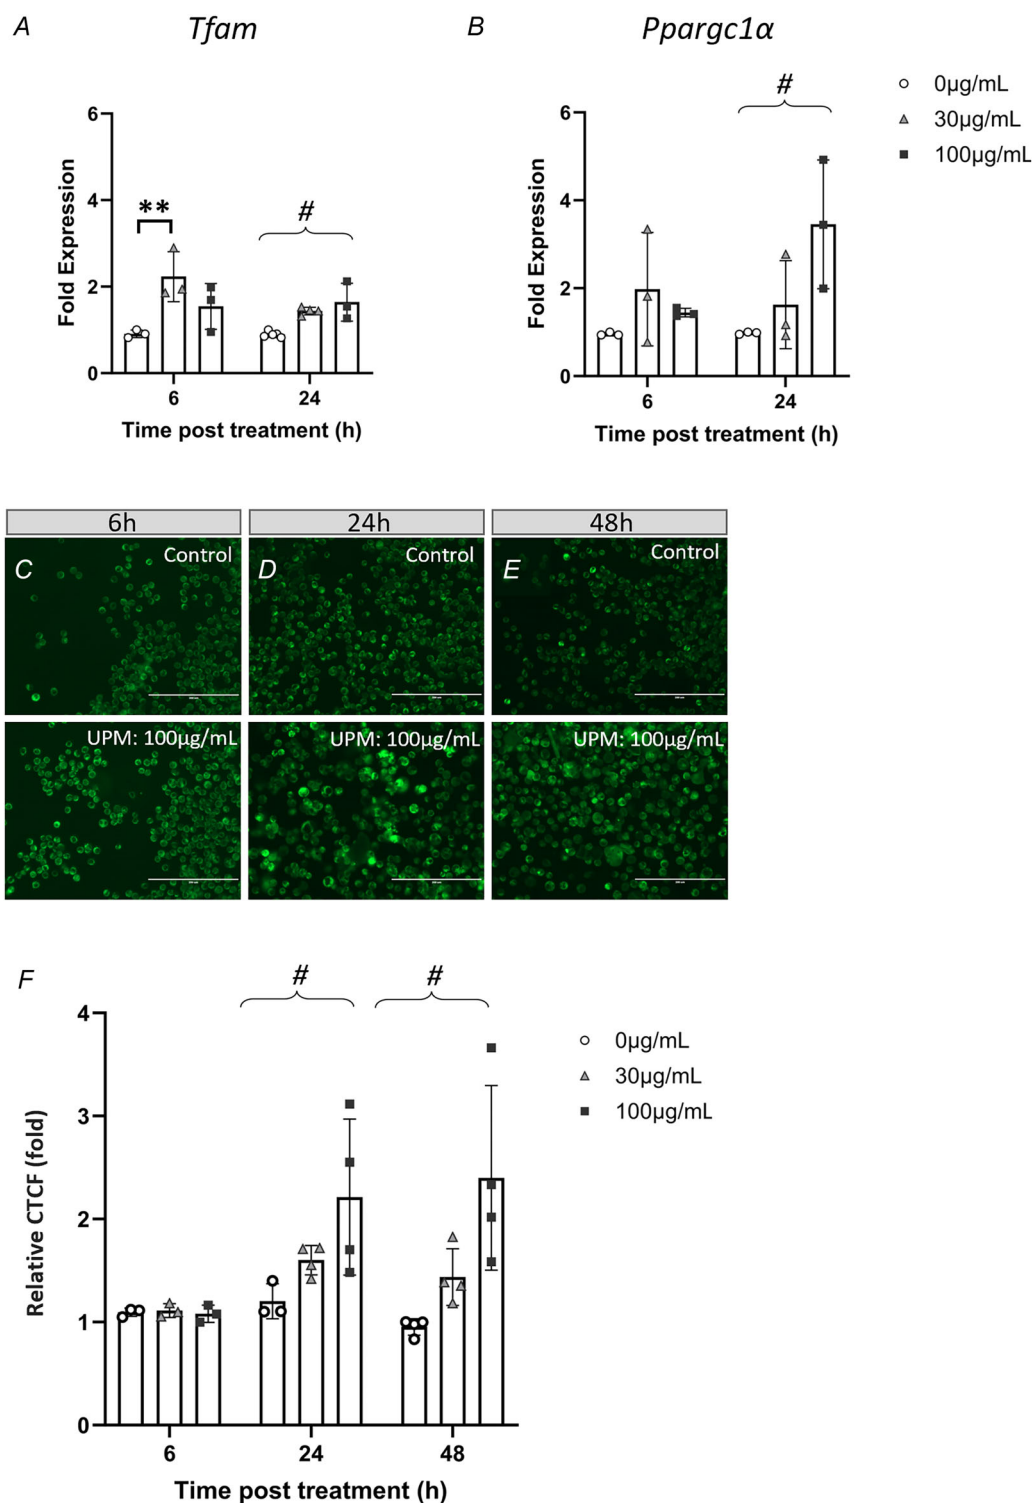 A
Tfam
B
Ppargc1α
0µg/mL
30µg/mL
100µg/mL
#
6
4
2
0
**
#
Fold Expression
6
24
Time post treatment (h)
6
4
2
0
Fold Expression
6
24
Time post treatment (h)
6h
24h
48h
C
Control
D
Control
E
Control
UPM: 100µg/mL
UPM: 100µg/mL
UPM: 100µg/mL
F
#
#
4
3
2
1
0
Relative CTCF (fold)
0µg/mL
30µg/mL
100µg/mL
6
24
48
Time post treatment (h)